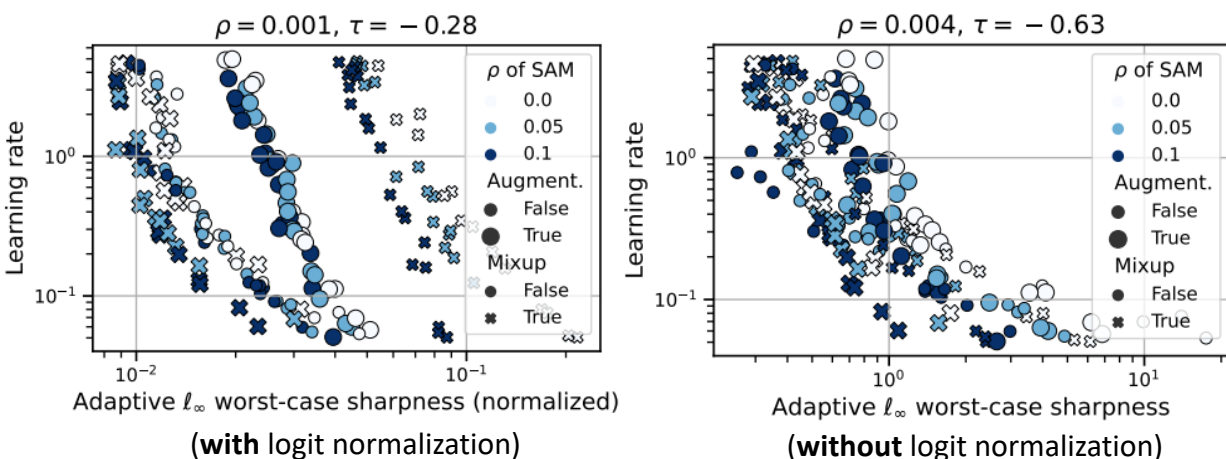 ρ = 0.001, τ = −0.28
Learning rate
10⁰
10⁻¹
ρ of SAM
0.0
0.05
0.1
Augment.
False
True
Mixup
False
True
10⁻²
10⁻¹
Adaptive ℓ∞ worst-case sharpness (normalized)
(with logit normalization)
ρ = 0.004, τ = −0.63
Learning rate
10⁰
10⁻¹
ρ of SAM
0.0
0.05
0.1
Augment.
False
True
Mixup
False
True
10⁰
10¹
Adaptive ℓ∞ worst-case sharpness
(without logit normalization)